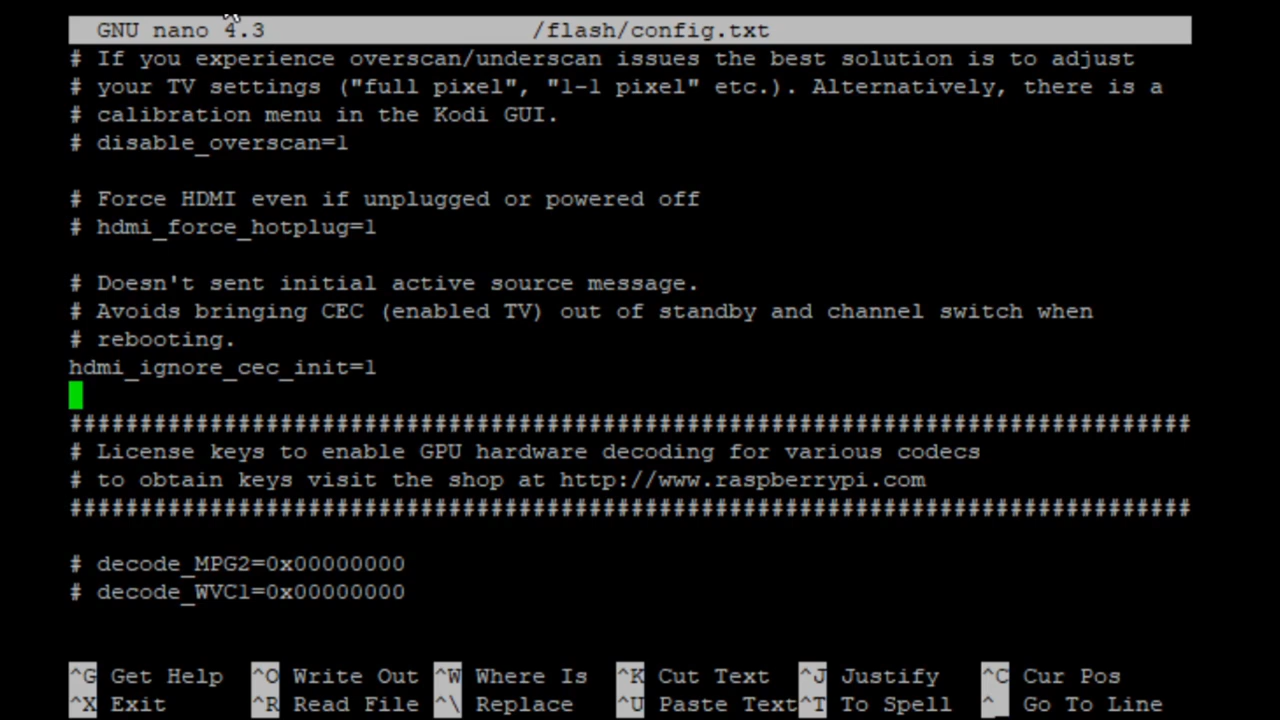 GNU nano 4.3 /flash/config.txt
# If you experience overscan/underscan issues the best solution is to adjust
# your TV settings ("full pixel", "1-1 pixel" etc.). Alternatively, there is a
# calibration menu in the Kodi GUI.
# disable_overscan=1
# Force HDMI even if unplugged or powered off
# hdmi_force_hotplug=1
# Doesn't sent initial active source message.
# Avoids bringing CEC (enabled TV) out of standby and channel switch when
# rebooting.
hdmi_ignore_cec_init=1
################################################################################
# License keys to enable GPU hardware decoding for various codecs
# to obtain keys visit the shop at http://www.raspberrypi.com
################################################################################
# decode_MPG2=0x00000000
# decode_WVC1=0x00000000
^G Get Help ^O Write Out ^W Where Is ^K Cut Text ^J Justify ^C Cur Pos
^X Exit ^R Read File ^\ Replace ^U Paste Text^T To Spell ^_ Go To Line